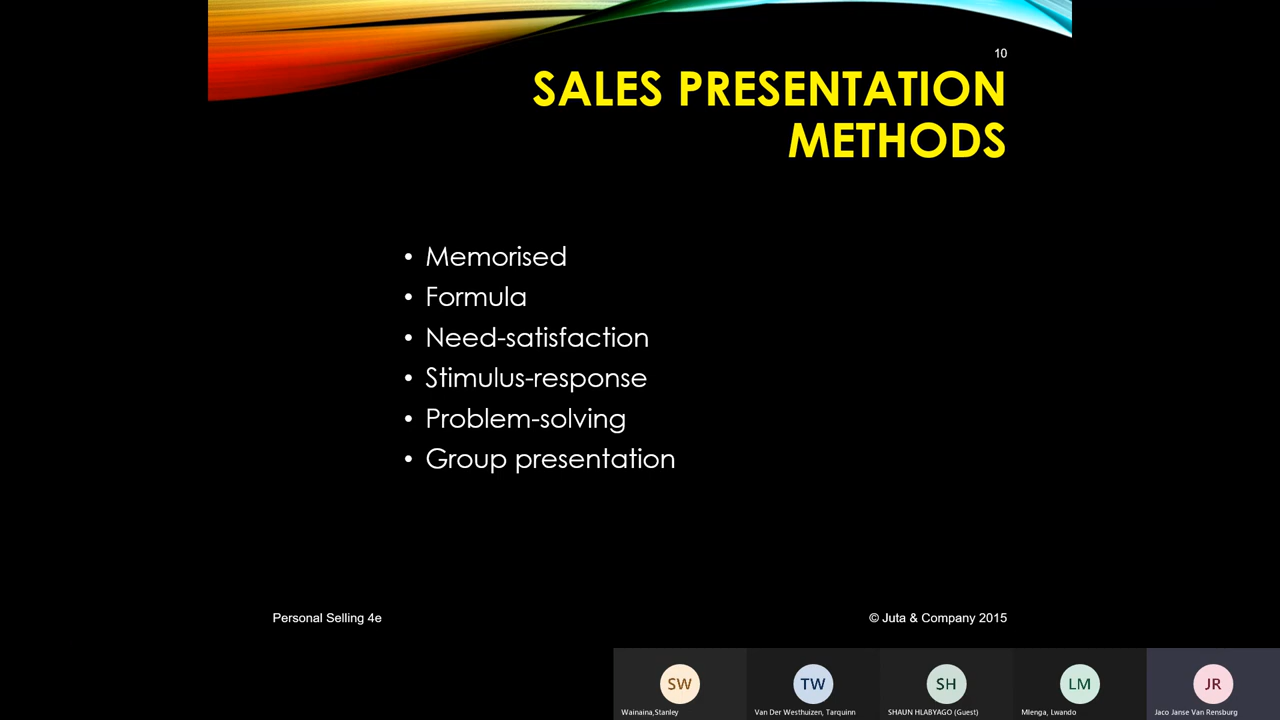 10
SALES PRESENTATION
METHODS
• Memorised
• Formula
• Need-satisfaction
• Stimulus-response
• Problem-solving
• Group presentation
Personal Selling 4e
© Juta & Company 2015
SW
TW
SH
LM
JR
Wainaina,Stanley
Van Der Westhuizen, Tarquinn
SHAUN HLABYAGO (Guest)
Mlenga, Lwando
Jaco Janse Van Rensburg